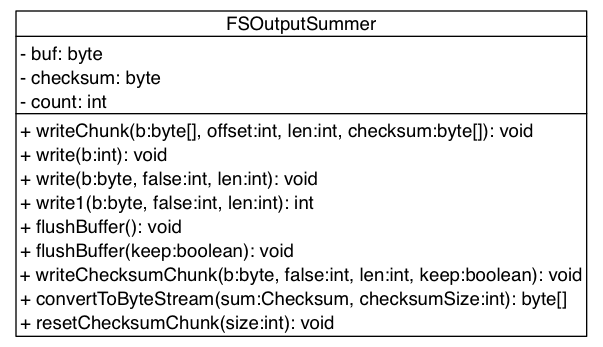 FSOutputSummer
- buf: byte
- checksum: byte
- count: int
+ writeChunk(b:byte[], offset:int, len:int, checksum:byte[]): void
+ write(b:int): void
+ write(b:byte, false:int, len:int): void
+ write1(b:byte, false:int, len:int): int
+ flushBuffer(): void
+ flushBuffer(keep:boolean): void
+ writeChecksumChunk(b:byte, false:int, len:int, keep:boolean): void
+ convertToByteStream(sum:Checksum, checksumSize:int): byte[]
+ resetChecksumChunk(size:int): void